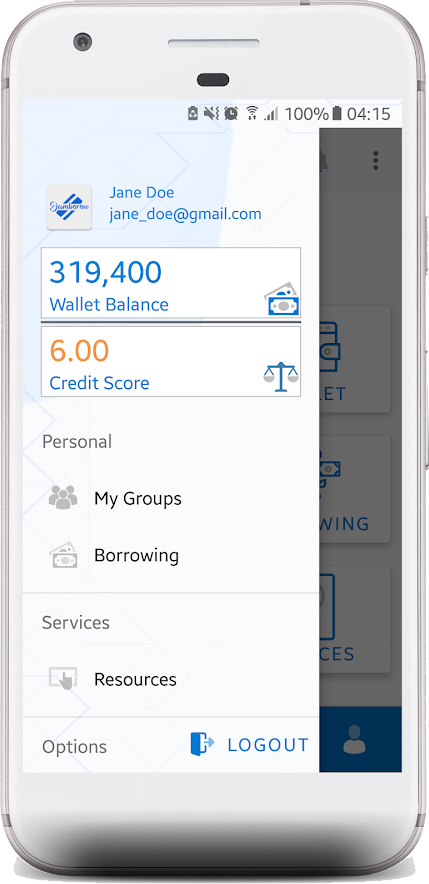 100% 04:15
Jane Doe
Jamborow
jane_doe@gmail.com
319,400
Wallet Balance
6.00
Credit Score
LET
Personal
My Groups
WING
Borrowing
Services
CES
Resources
Options
LOGOUT